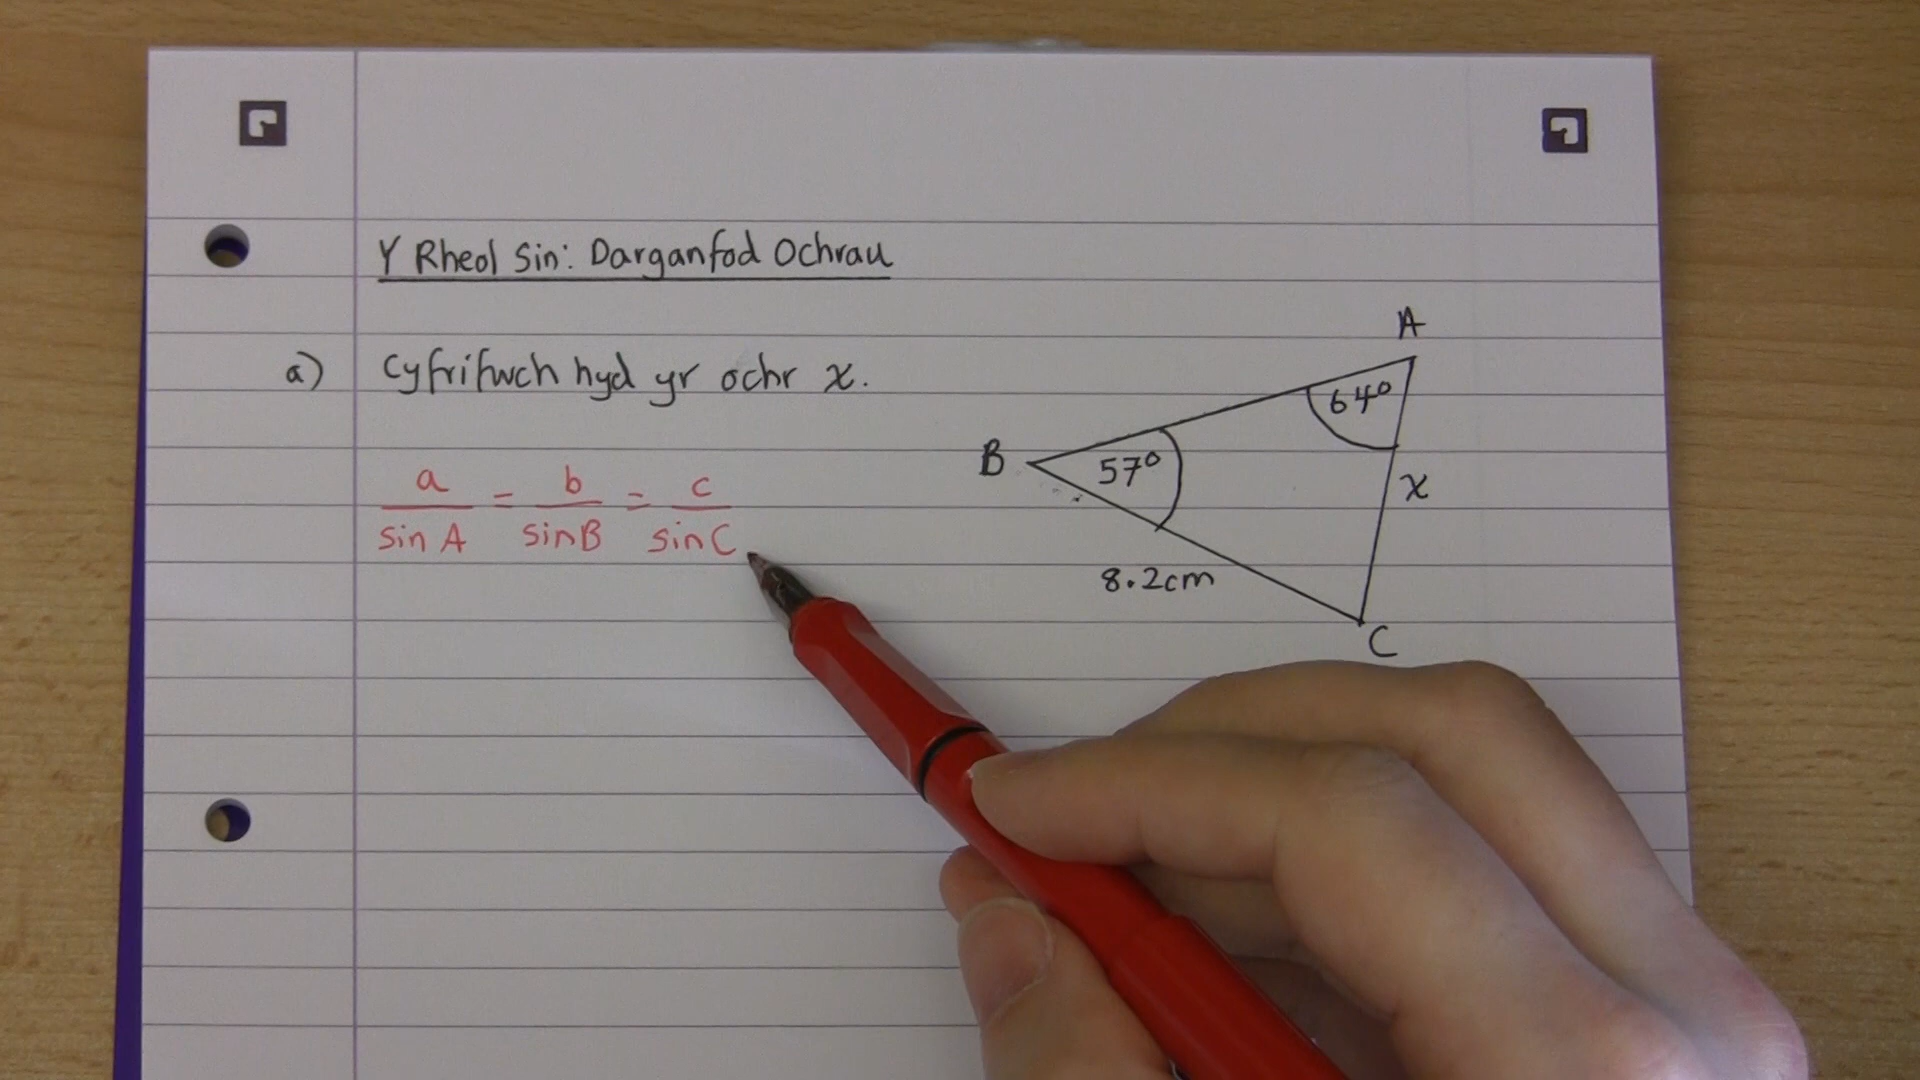 Y Rheol Sin: Darganfod Ochrau
a) Cyfrifwch hyd yr ochr x.
a/sin A = b/sin B = c/sin C
A
64°
B
57°
x
8.2cm
C